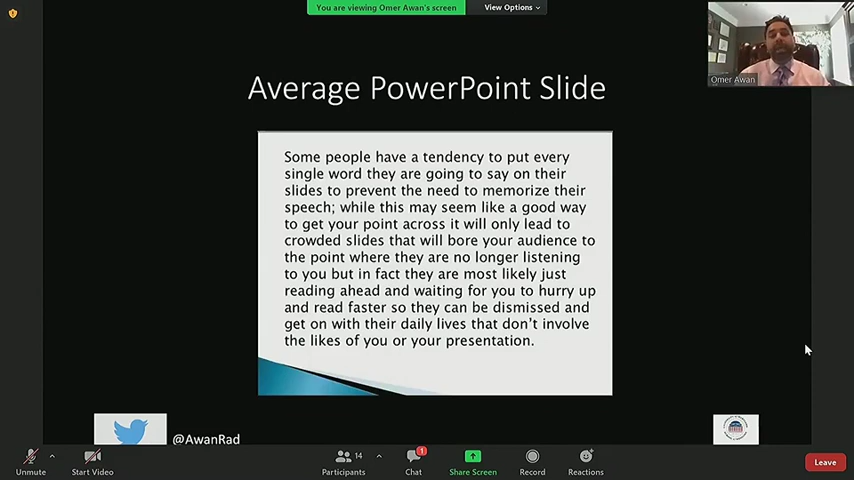 You are viewing Omer Awan's screen
View Options
Omer Awan
Average PowerPoint Slide
Some people have a tendency to put every
single word they are going to say on their
slides to prevent the need to memorize their
speech; while this may seem like a good way
to get your point across it will only lead to
crowded slides that will bore your audience to
the point where they are no longer listening
to you but in fact they are most likely just
reading ahead and waiting for you to hurry up
and read faster so they can be dismissed and
get on with their daily lives that don't involve
the likes of you or your presentation.
@AwanRad
14
1
Unmute
Start Video
Participants
Chat
Share Screen
Record
Reactions
Leave